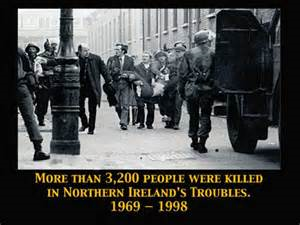 MORE THAN 3,200 PEOPLE WERE KILLED
IN NORTHERN IRELAND'S TROUBLES.
1969 – 1998